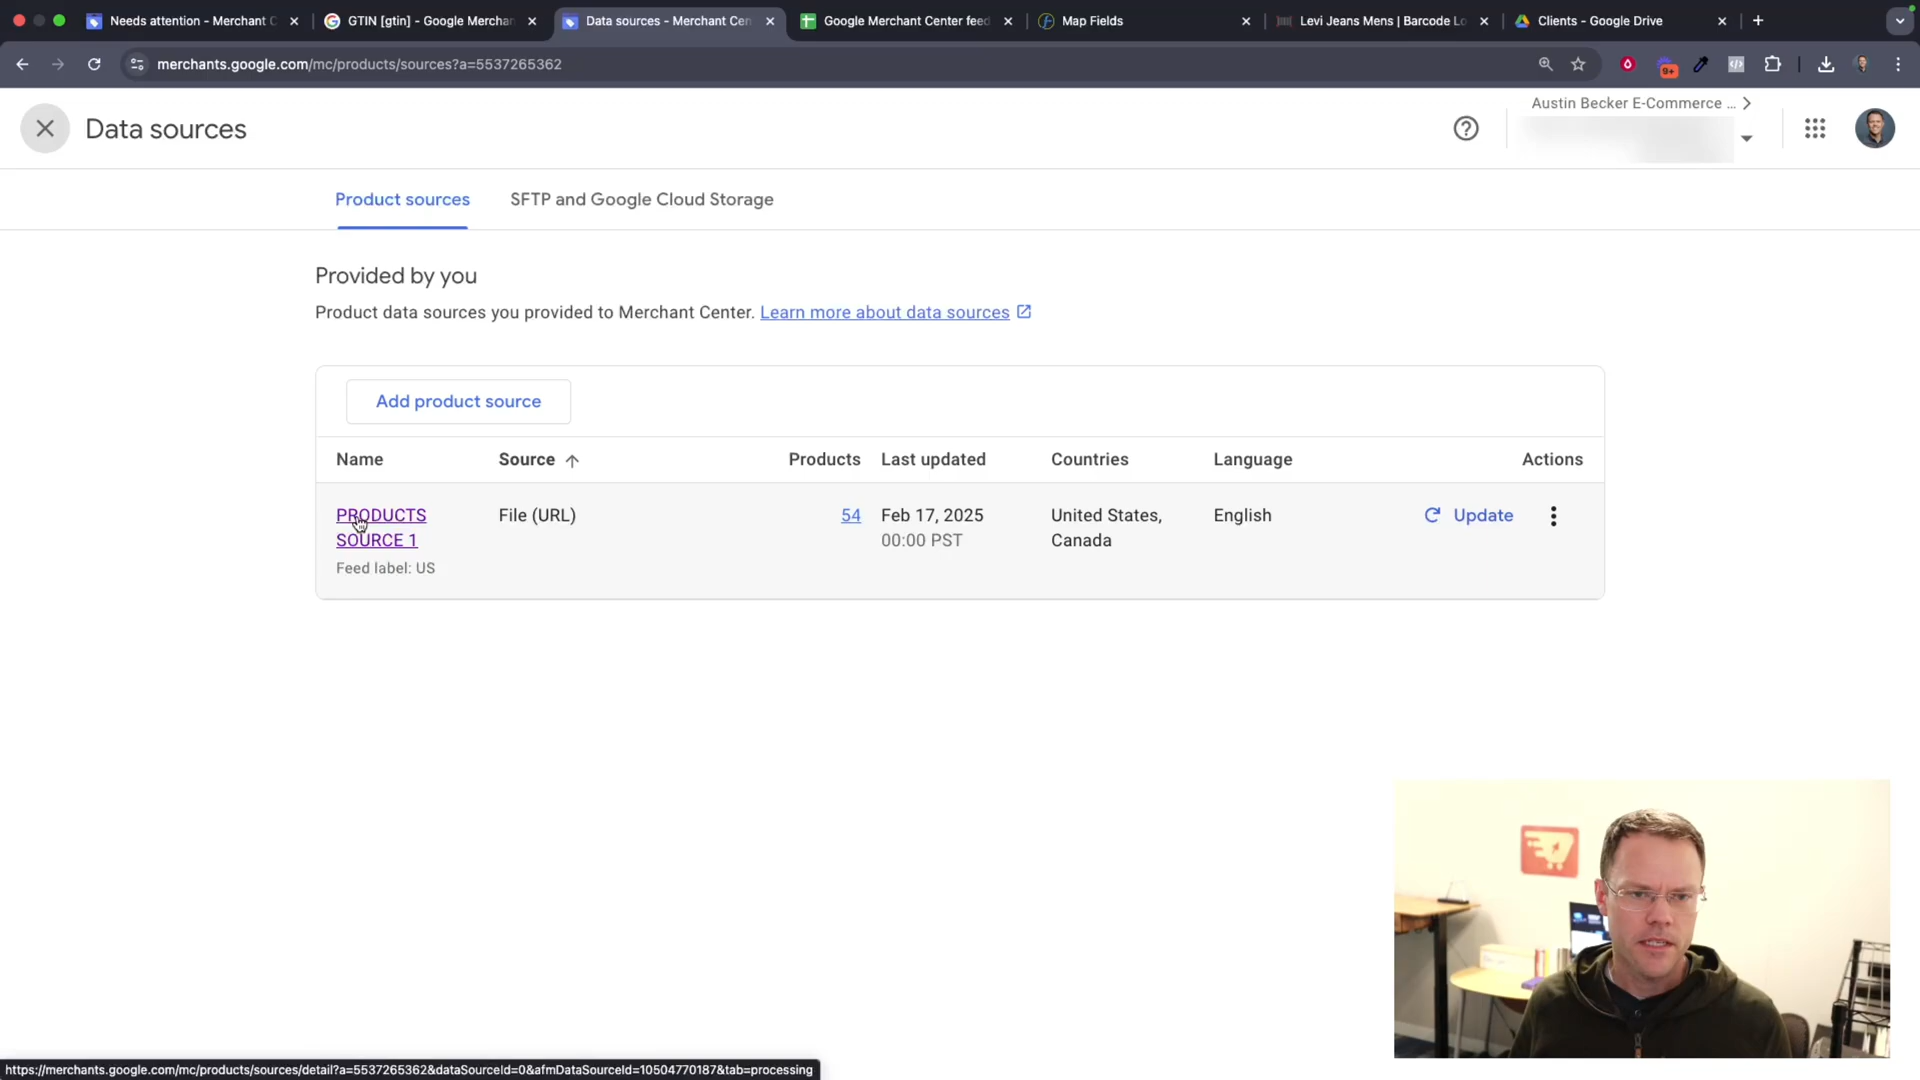 Needs attention - Merchant C
GTIN [gtin] - Google Merchan
Data sources - Merchant Cen
Google Merchant Center feed
Map Fields
Levi Jeans Mens | Barcode Lo
Clients - Google Drive
merchants.google.com/mc/products/sources?a=5537265362
9+
Data sources
Austin Becker E-Commerce ...
Product sources
SFTP and Google Cloud Storage
Provided by you
Product data sources you provided to Merchant Center. Learn more about data sources
Add product source
Name Source Products Last updated Countries Language Actions
PRODUCTS File (URL) 54 Feb 17, 2025 United States, English Update
SOURCE 1 00:00 PST Canada
Feed label: US
https://merchants.google.com/mc/products/sources/detail?a=5537265362&dataSourceId=0&afmDataSourceId=10504770187&tab=processing